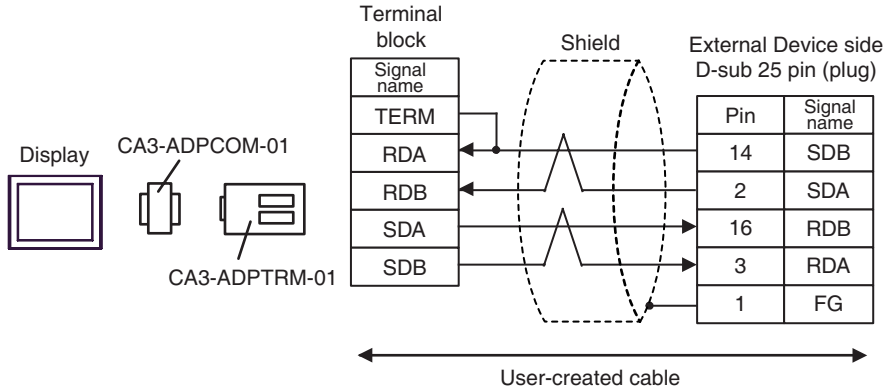 Display
CA3-ADPCOM-01
CA3-ADPTRM-01
Terminal
block
Signal
name
TERM
RDA
RDB
SDA
SDB
Shield
External Device side
D-sub 25 pin (plug)
Pin
Signal
name
14
SDB
2
SDA
16
RDB
3
RDA
1
FG
User-created cable